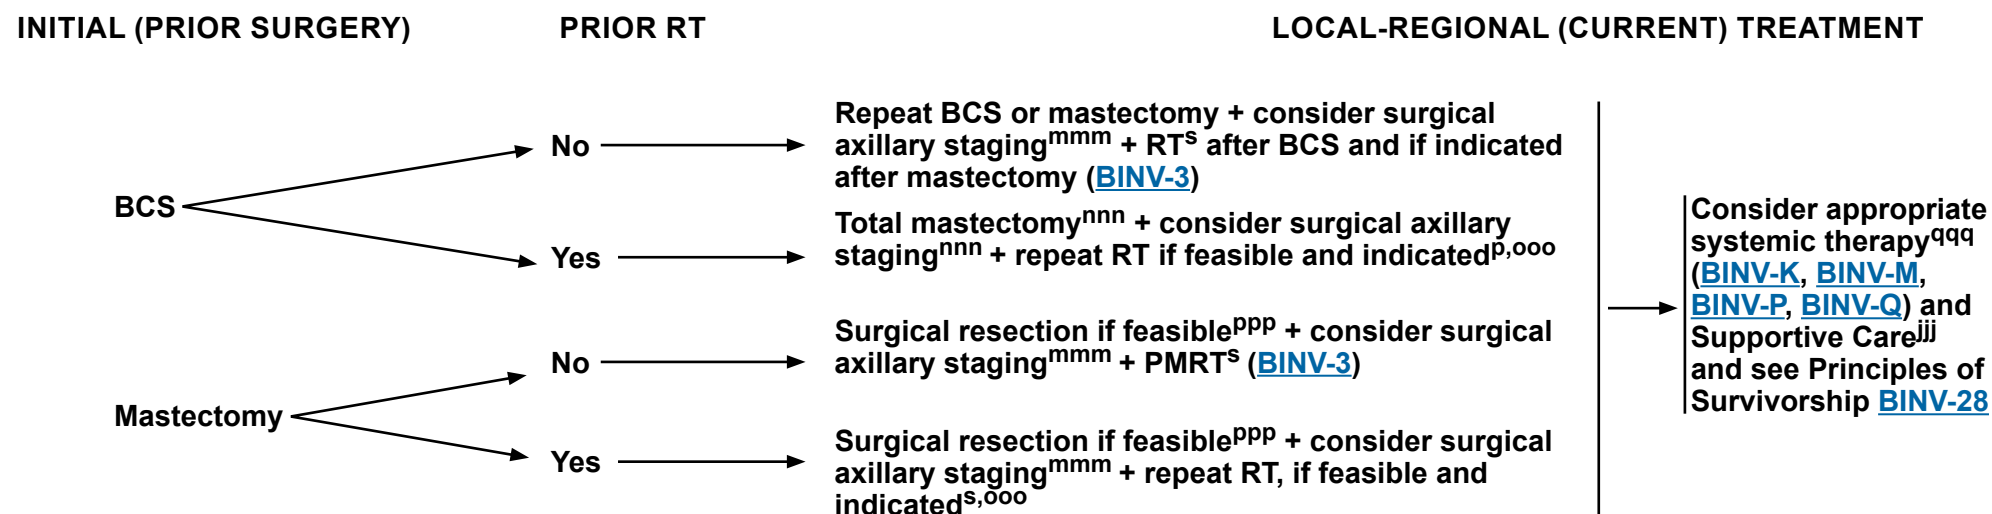 INITIAL (PRIOR SURGERY) PRIOR RT LOCAL-REGIONAL (CURRENT) TREATMENT
BCS
No
Repeat BCS or mastectomy + consider surgical
axillary stagingmmm + RTs after BCS and if indicated
after mastectomy (BINV-3)
Yes
Total mastectomynnn + consider surgical axillary
stagingnnn + repeat RT if feasible and indicatedp,ooo
Mastectomy
No
Surgical resection if feasibleppp + consider surgical
axillary stagingmmm + PMRTs (BINV-3)
Yes
Surgical resection if feasibleppp + consider surgical
axillary stagingmmm + repeat RT, if feasible and
indicateds,ooo
Consider appropriate
systemic therapyqqq
(BINV-K, BINV-M,
BINV-P, BINV-Q) and
Supportive Carejjj
and see Principles of
Survivorship BINV-28